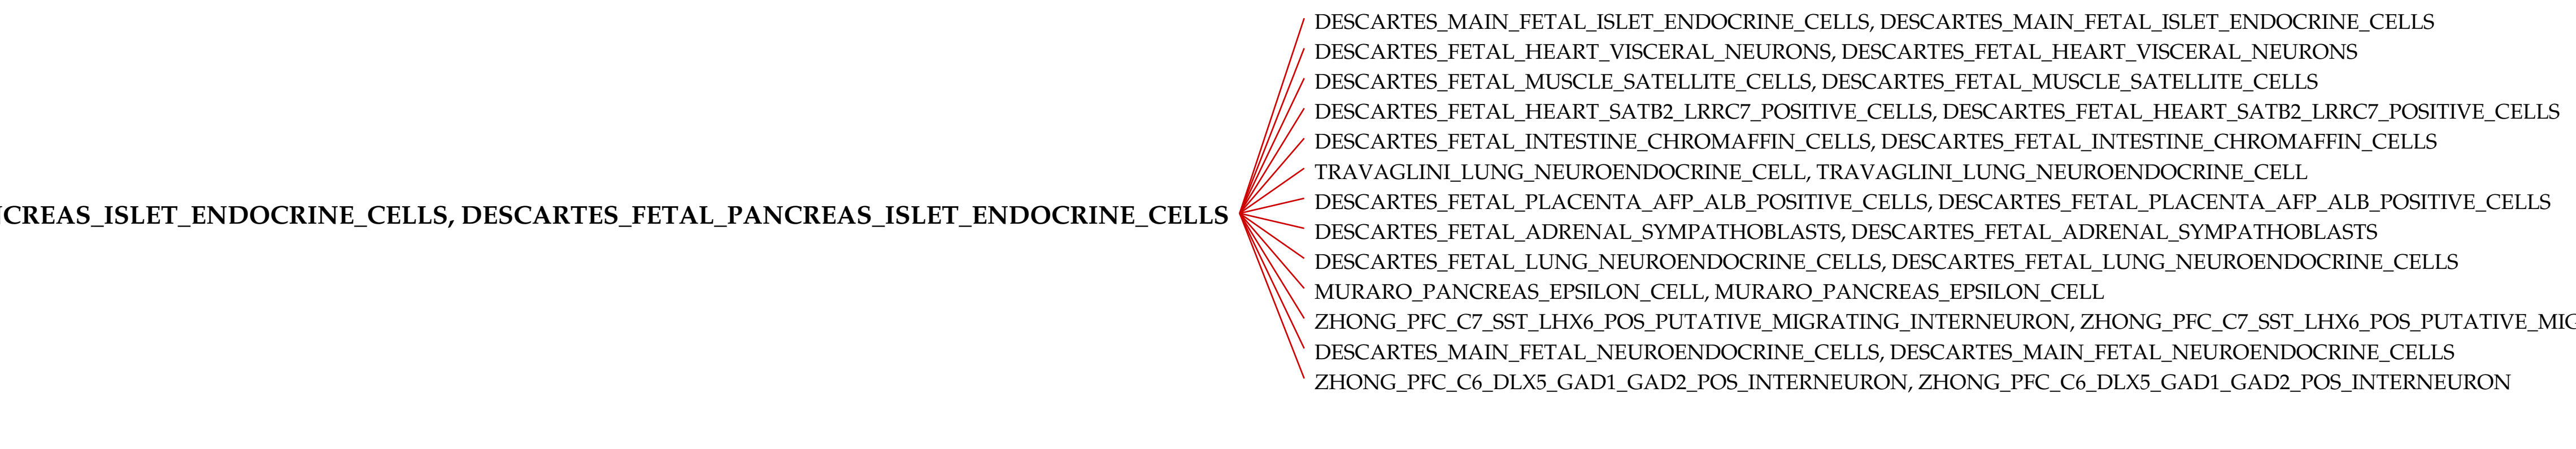 DESCARTES_MAIN_FETAL_ISLET_ENDOCRINE_CELLS, DESCARTES_MAIN_FETAL_ISLET_ENDOCRINE_CELLS
DESCARTES_FETAL_HEART_VISCERAL_NEURONS, DESCARTES_FETAL_HEART_VISCERAL_NEURONS
DESCARTES_FETAL_MUSCLE_SATELLITE_CELLS, DESCARTES_FETAL_MUSCLE_SATELLITE_CELLS
DESCARTES_FETAL_HEART_SATB2_LRRC7_POSITIVE_CELLS, DESCARTES_FETAL_HEART_SATB2_LRRC7_POSITIVE_CELLS
DESCARTES_FETAL_INTESTINE_CHROMAFFIN_CELLS, DESCARTES_FETAL_INTESTINE_CHROMAFFIN_CELLS
TRAVAGLINI_LUNG_NEUROENDOCRINE_CELL, TRAVAGLINI_LUNG_NEUROENDOCRINE_CELL
DESCARTES_FETAL_PLACENTA_AFP_ALB_POSITIVE_CELLS, DESCARTES_FETAL_PLACENTA_AFP_ALB_POSITIVE_CELLS
NCREAS_ISLET_ENDOCRINE_CELLS, DESCARTES_FETAL_PANCREAS_ISLET_ENDOCRINE_CELLS
DESCARTES_FETAL_ADRENAL_SYMPATHOBLASTS, DESCARTES_FETAL_ADRENAL_SYMPATHOBLASTS
DESCARTES_FETAL_LUNG_NEUROENDOCRINE_CELLS, DESCARTES_FETAL_LUNG_NEUROENDOCRINE_CELLS
MURARO_PANCREAS_EPSILON_CELL, MURARO_PANCREAS_EPSILON_CELL
ZHONG_PFC_C7_SST_LHX6_POS_PUTATIVE_MIGRATING_INTERNEURON, ZHONG_PFC_C7_SST_LHX6_POS_PUTATIVE_MIG
DESCARTES_MAIN_FETAL_NEUROENDOCRINE_CELLS, DESCARTES_MAIN_FETAL_NEUROENDOCRINE_CELLS
ZHONG_PFC_C6_DLX5_GAD1_GAD2_POS_INTERNEURON, ZHONG_PFC_C6_DLX5_GAD1_GAD2_POS_INTERNEURON